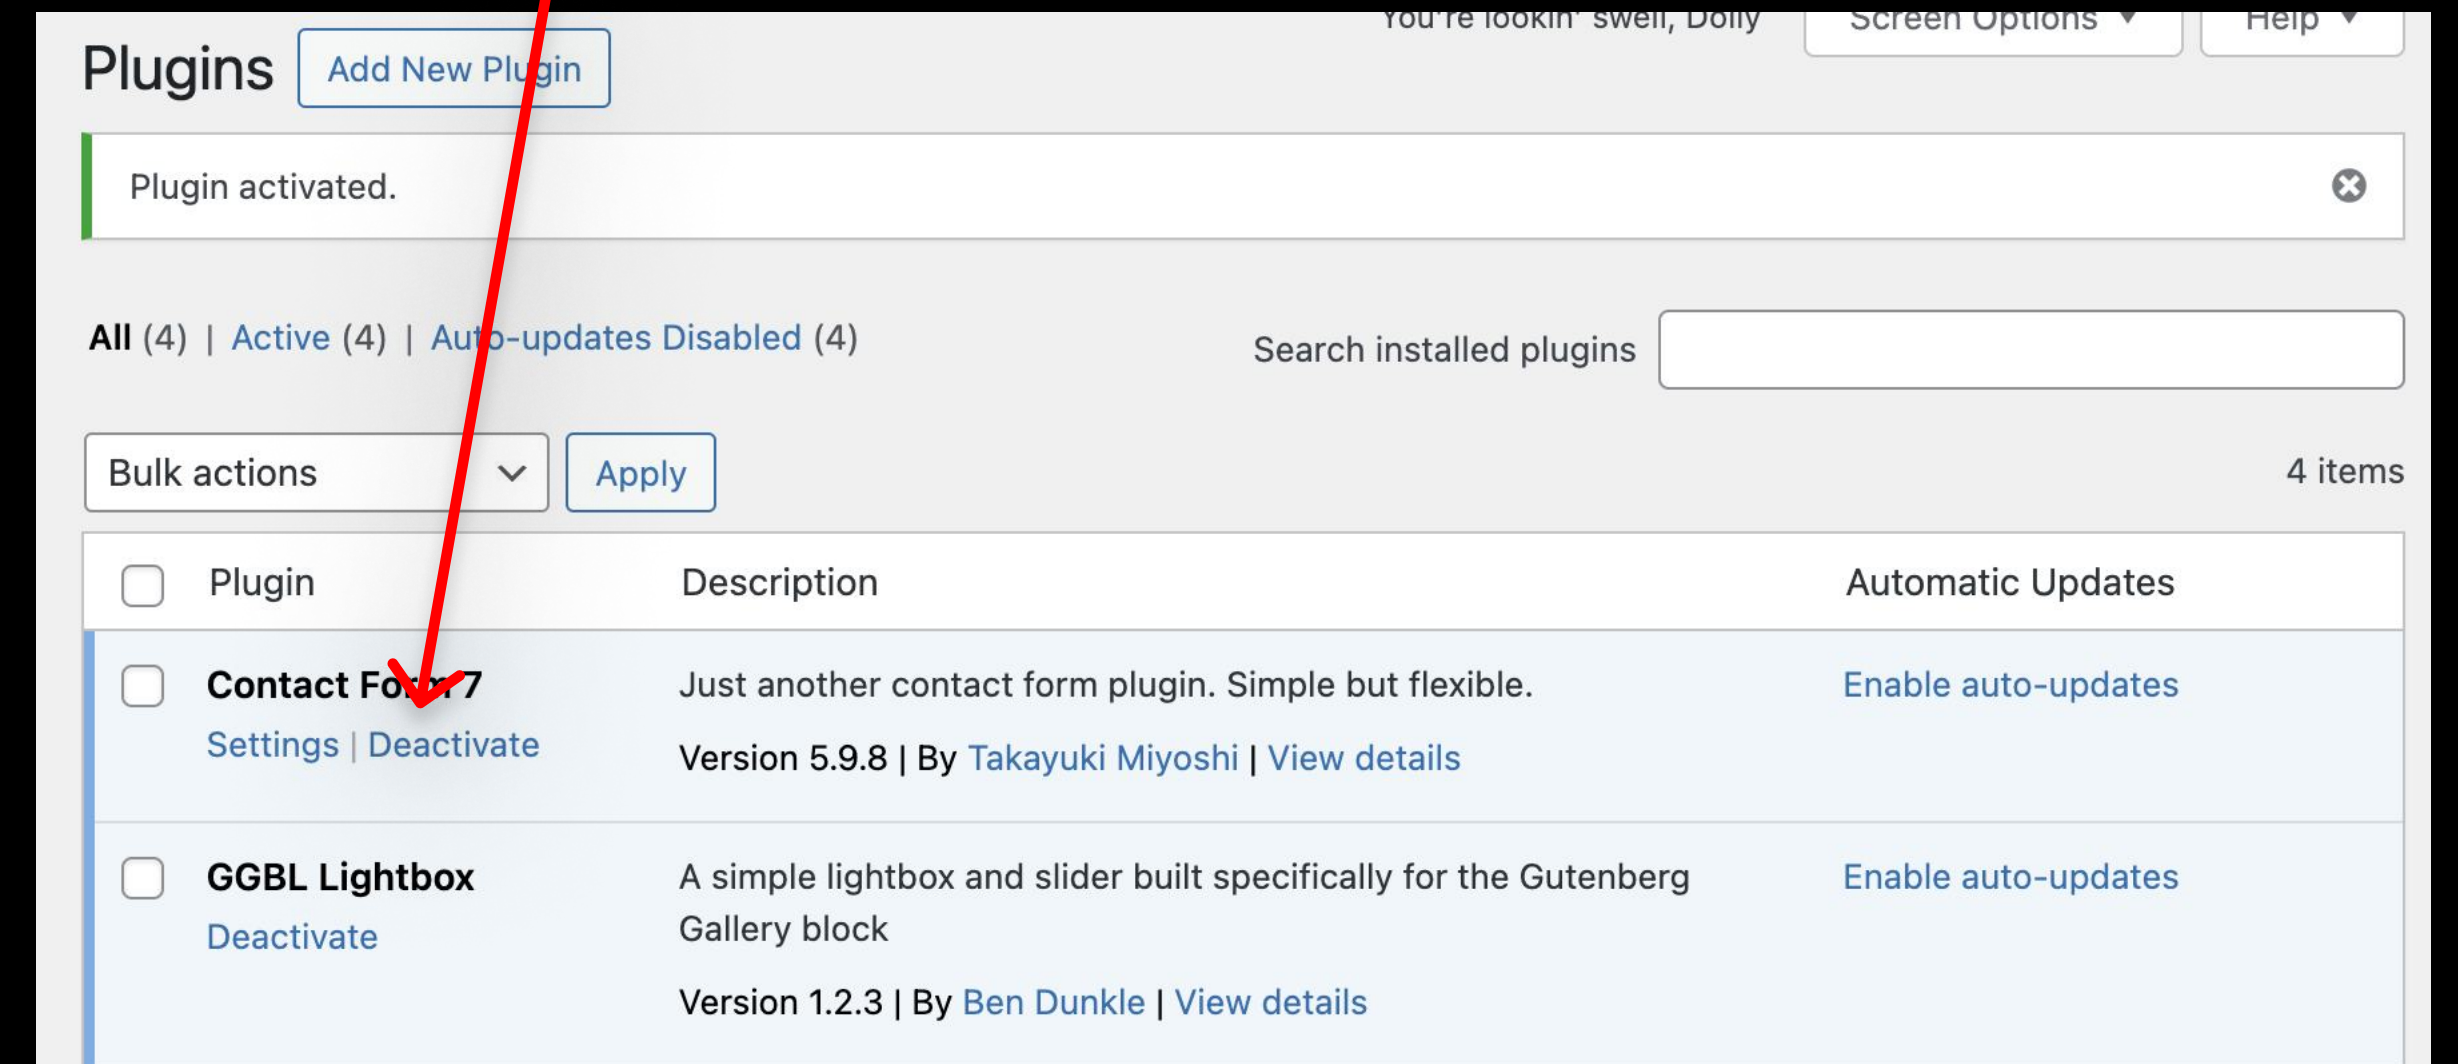 You're lookin' swell, Dolly
Screen Options ▼
Help ▼
Plugins
Add New Plugin
Plugin activated.
All (4) | Active (4) | Auto-updates Disabled (4)
Search installed plugins
Bulk actions
Apply
4 items
Plugin Description Automatic Updates
Contact Form 7
Just another contact form plugin. Simple but flexible.
Enable auto-updates
Settings | Deactivate
Version 5.9.8 | By Takayuki Miyoshi | View details
GGBL Lightbox
A simple lightbox and slider built specifically for the Gutenberg
Gallery block
Enable auto-updates
Deactivate
Version 1.2.3 | By Ben Dunkle | View details